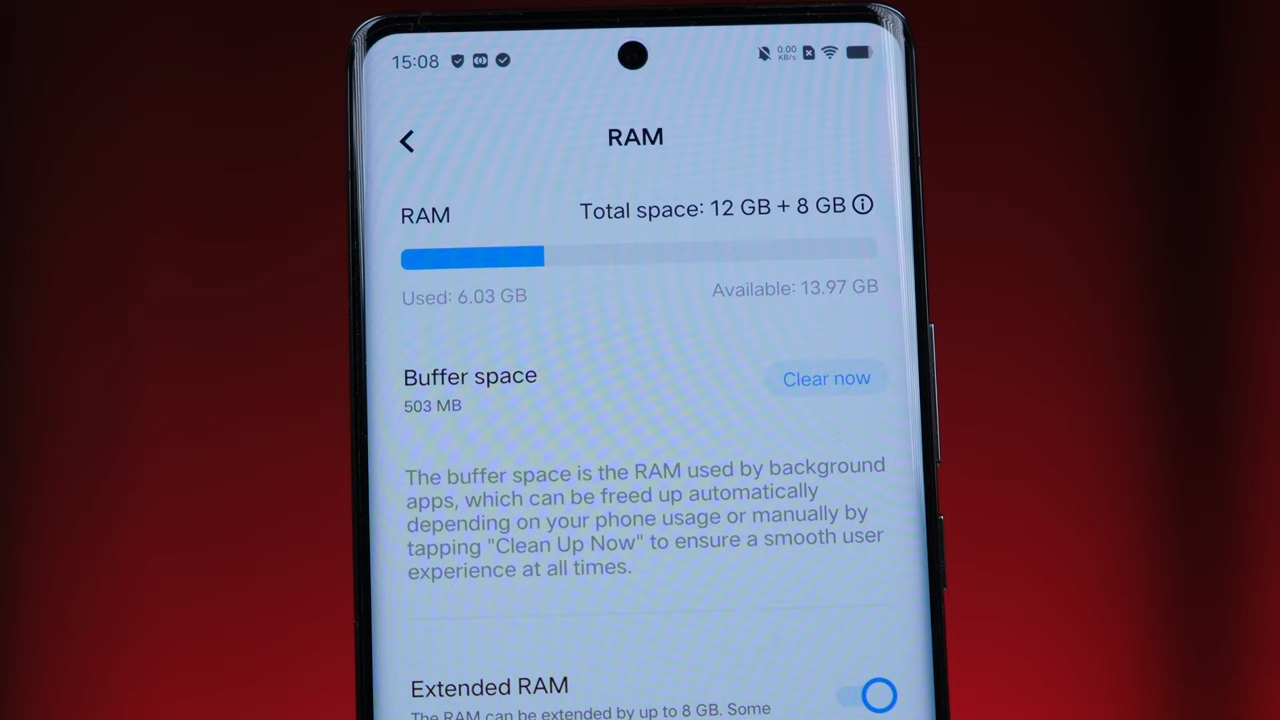 15:08
0.00
KB/s
RAM
RAM
Total space: 12 GB + 8 GB
Used: 6.03 GB
Available: 13.97 GB
Buffer space
Clear now
503 MB
The buffer space is the RAM used by background
apps, which can be freed up automatically
depending on your phone usage or manually by
tapping "Clean Up Now" to ensure a smooth user
experience at all times.
Extended RAM
The RAM can be extended by up to 8 GB. Some